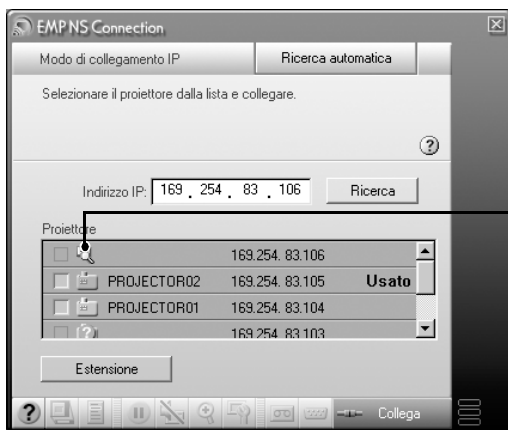 EMP NS Connection
Modo di collegamento IP
Ricerca automatica
Selezionare il proiettore dalla lista e collegare.
?
Indirizzo IP: 169 . 254 . 83 . 106 Ricerca
Proiettore
169.254. 83.106
PROJECTOR02 169.254. 83.105 Usato
PROJECTOR01 169.254. 83.104
169.254. 83.103
Estensione
? Collega